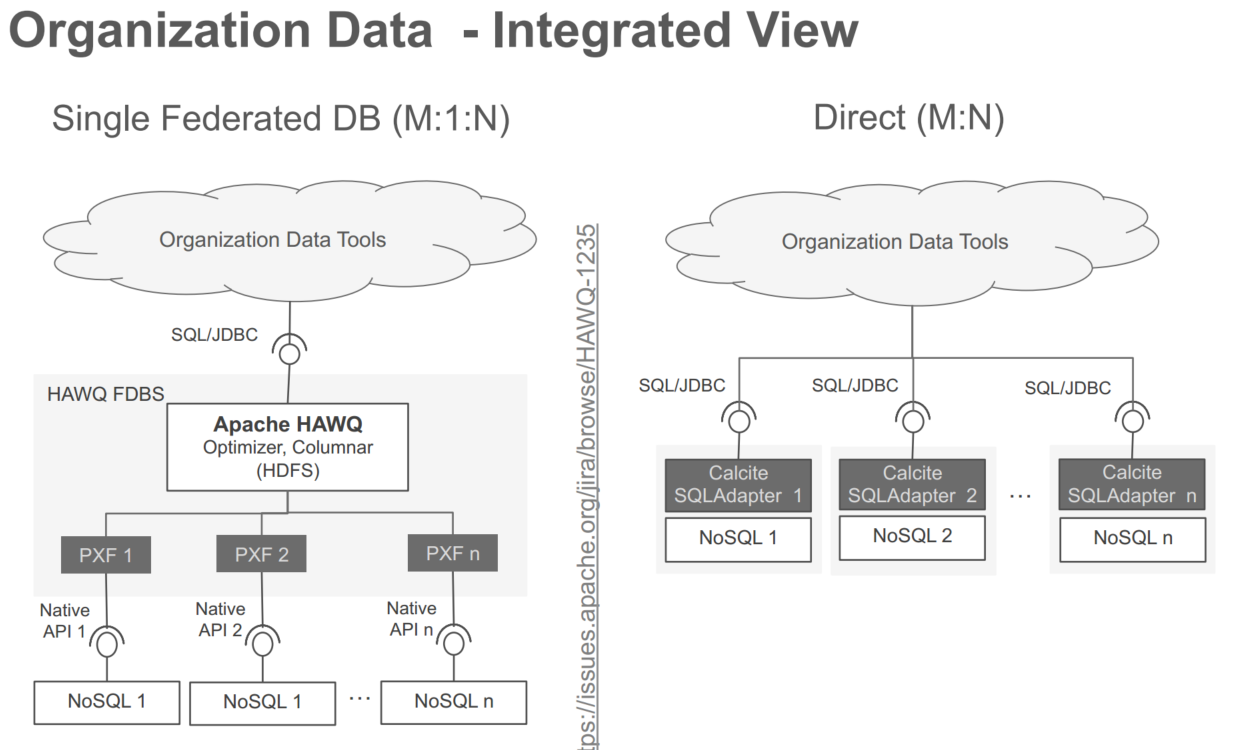 Organization Data - Integrated View
Single Federated DB (M:1:N)
Organization Data Tools
SQL/JDBC
HAWQ FDBS
Apache HAWQ
Optimizer, Columnar
(HDFS)
PXF 1
PXF 2
PXF n
Native
API 1
Native
API 2
Native
API n
NoSQL 1
NoSQL 1
...
NoSQL n
tps://issues.apache.org/jira/browse/HAWQ-1235
Direct (M:N)
Organization Data Tools
SQL/JDBC
SQL/JDBC
SQL/JDBC
Calcite
SQLAdapter 1
Calcite
SQLAdapter 2
...
Calcite
SQLAdapter n
NoSQL 1
NoSQL 2
NoSQL n